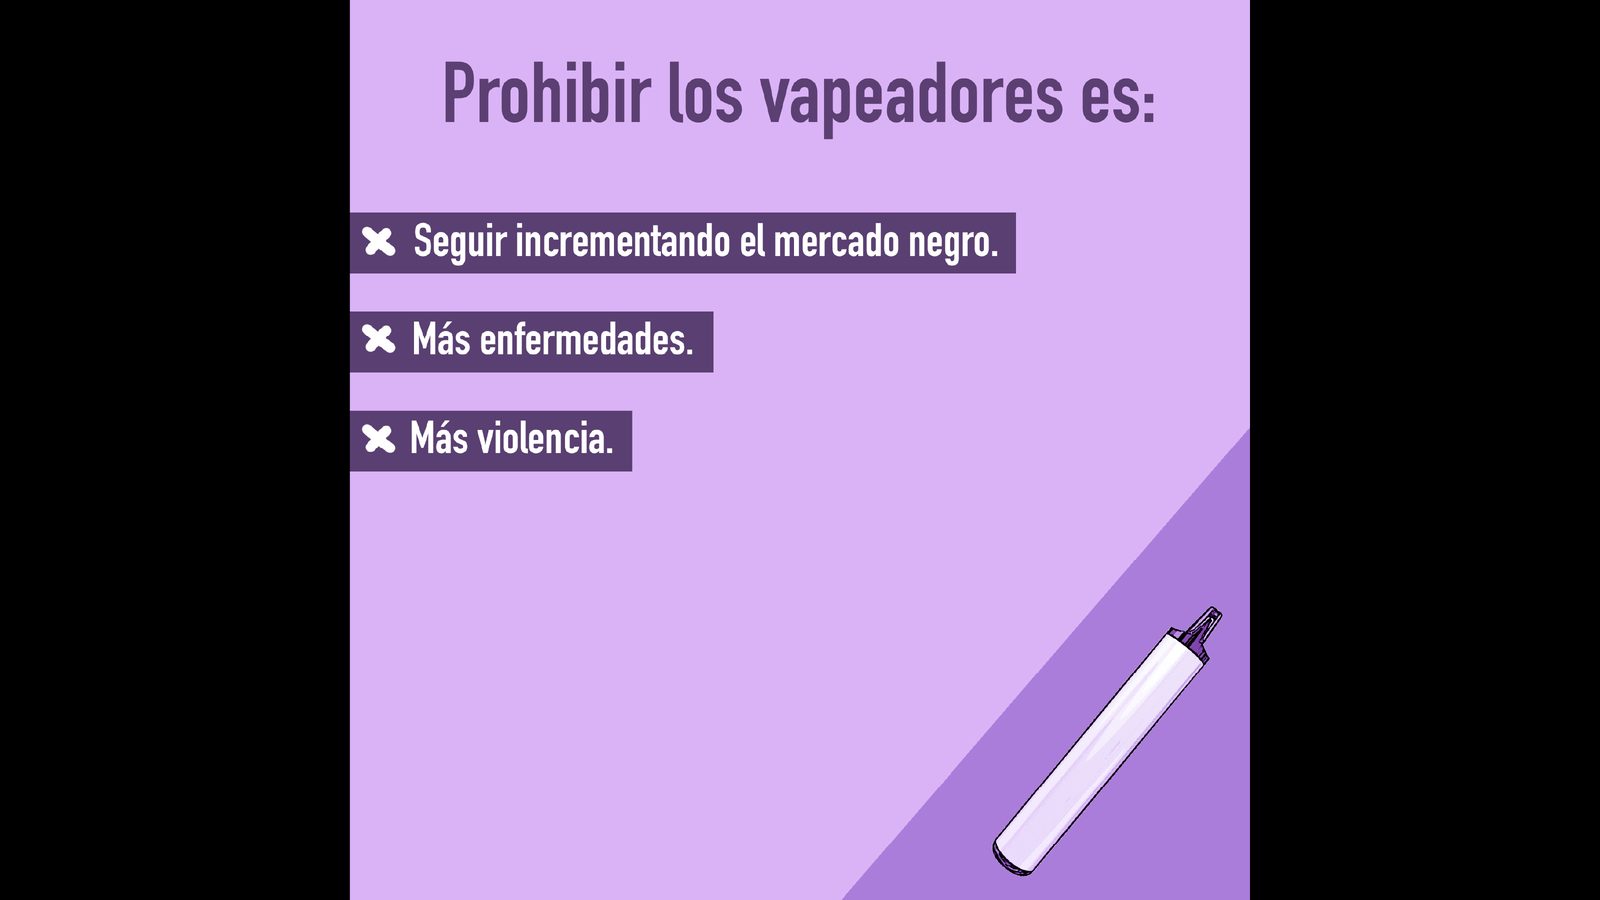 Prohibir los vapeadores es:
Seguir incrementando el mercado negro.
Más enfermedades.
Más violencia.